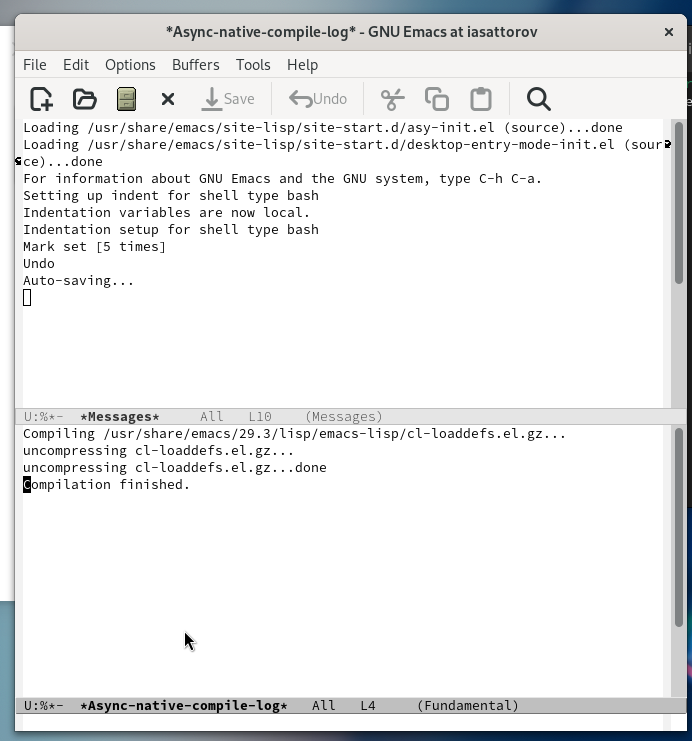 *Async-native-compile-log* - GNU Emacs at iasattorov
File Edit Options Buffers Tools Help
Save Undo
Loading /usr/share/emacs/site-lisp/site-start.d/asy-init.el (source)...done
Loading /usr/share/emacs/site-lisp/site-start.d/desktop-entry-mode-init.el (sour
ce)...done
For information about GNU Emacs and the GNU system, type C-h C-a.
Setting up indent for shell type bash
Indentation variables are now local.
Indentation setup for shell type bash
Mark set [5 times]
Undo
Auto-saving...
U:%*- *Messages* All L10 (Messages)
Compiling /usr/share/emacs/29.3/lisp/emacs-lisp/cl-loaddefs.el.gz...
uncompressing cl-loaddefs.el.gz...
uncompressing cl-loaddefs.el.gz...done
Compilation finished.
U:%*- *Async-native-compile-log* All L4 (Fundamental)